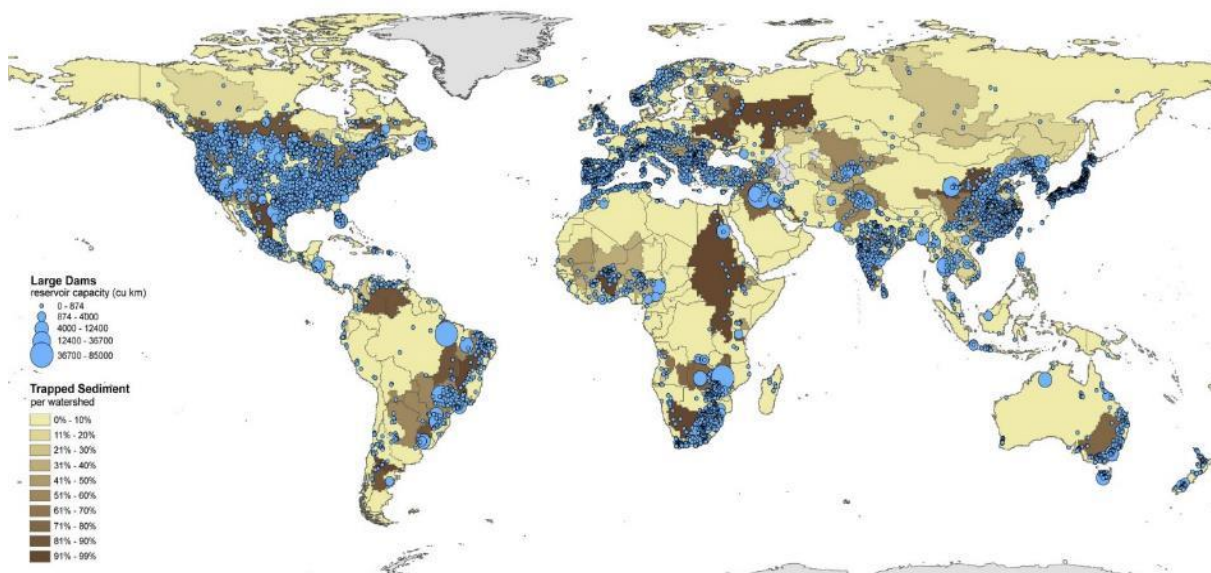 Large Dams
reservoir capacity (cu km)
0 - 874
874 - 4000
4000 - 12400
12400 - 36700
36700 - 85000
Trapped Sediment
per watershed
0% - 10%
11% - 20%
21% - 30%
31% - 40%
41% - 50%
51% - 60%
61% - 70%
71% - 80%
81% - 90%
91% - 99%